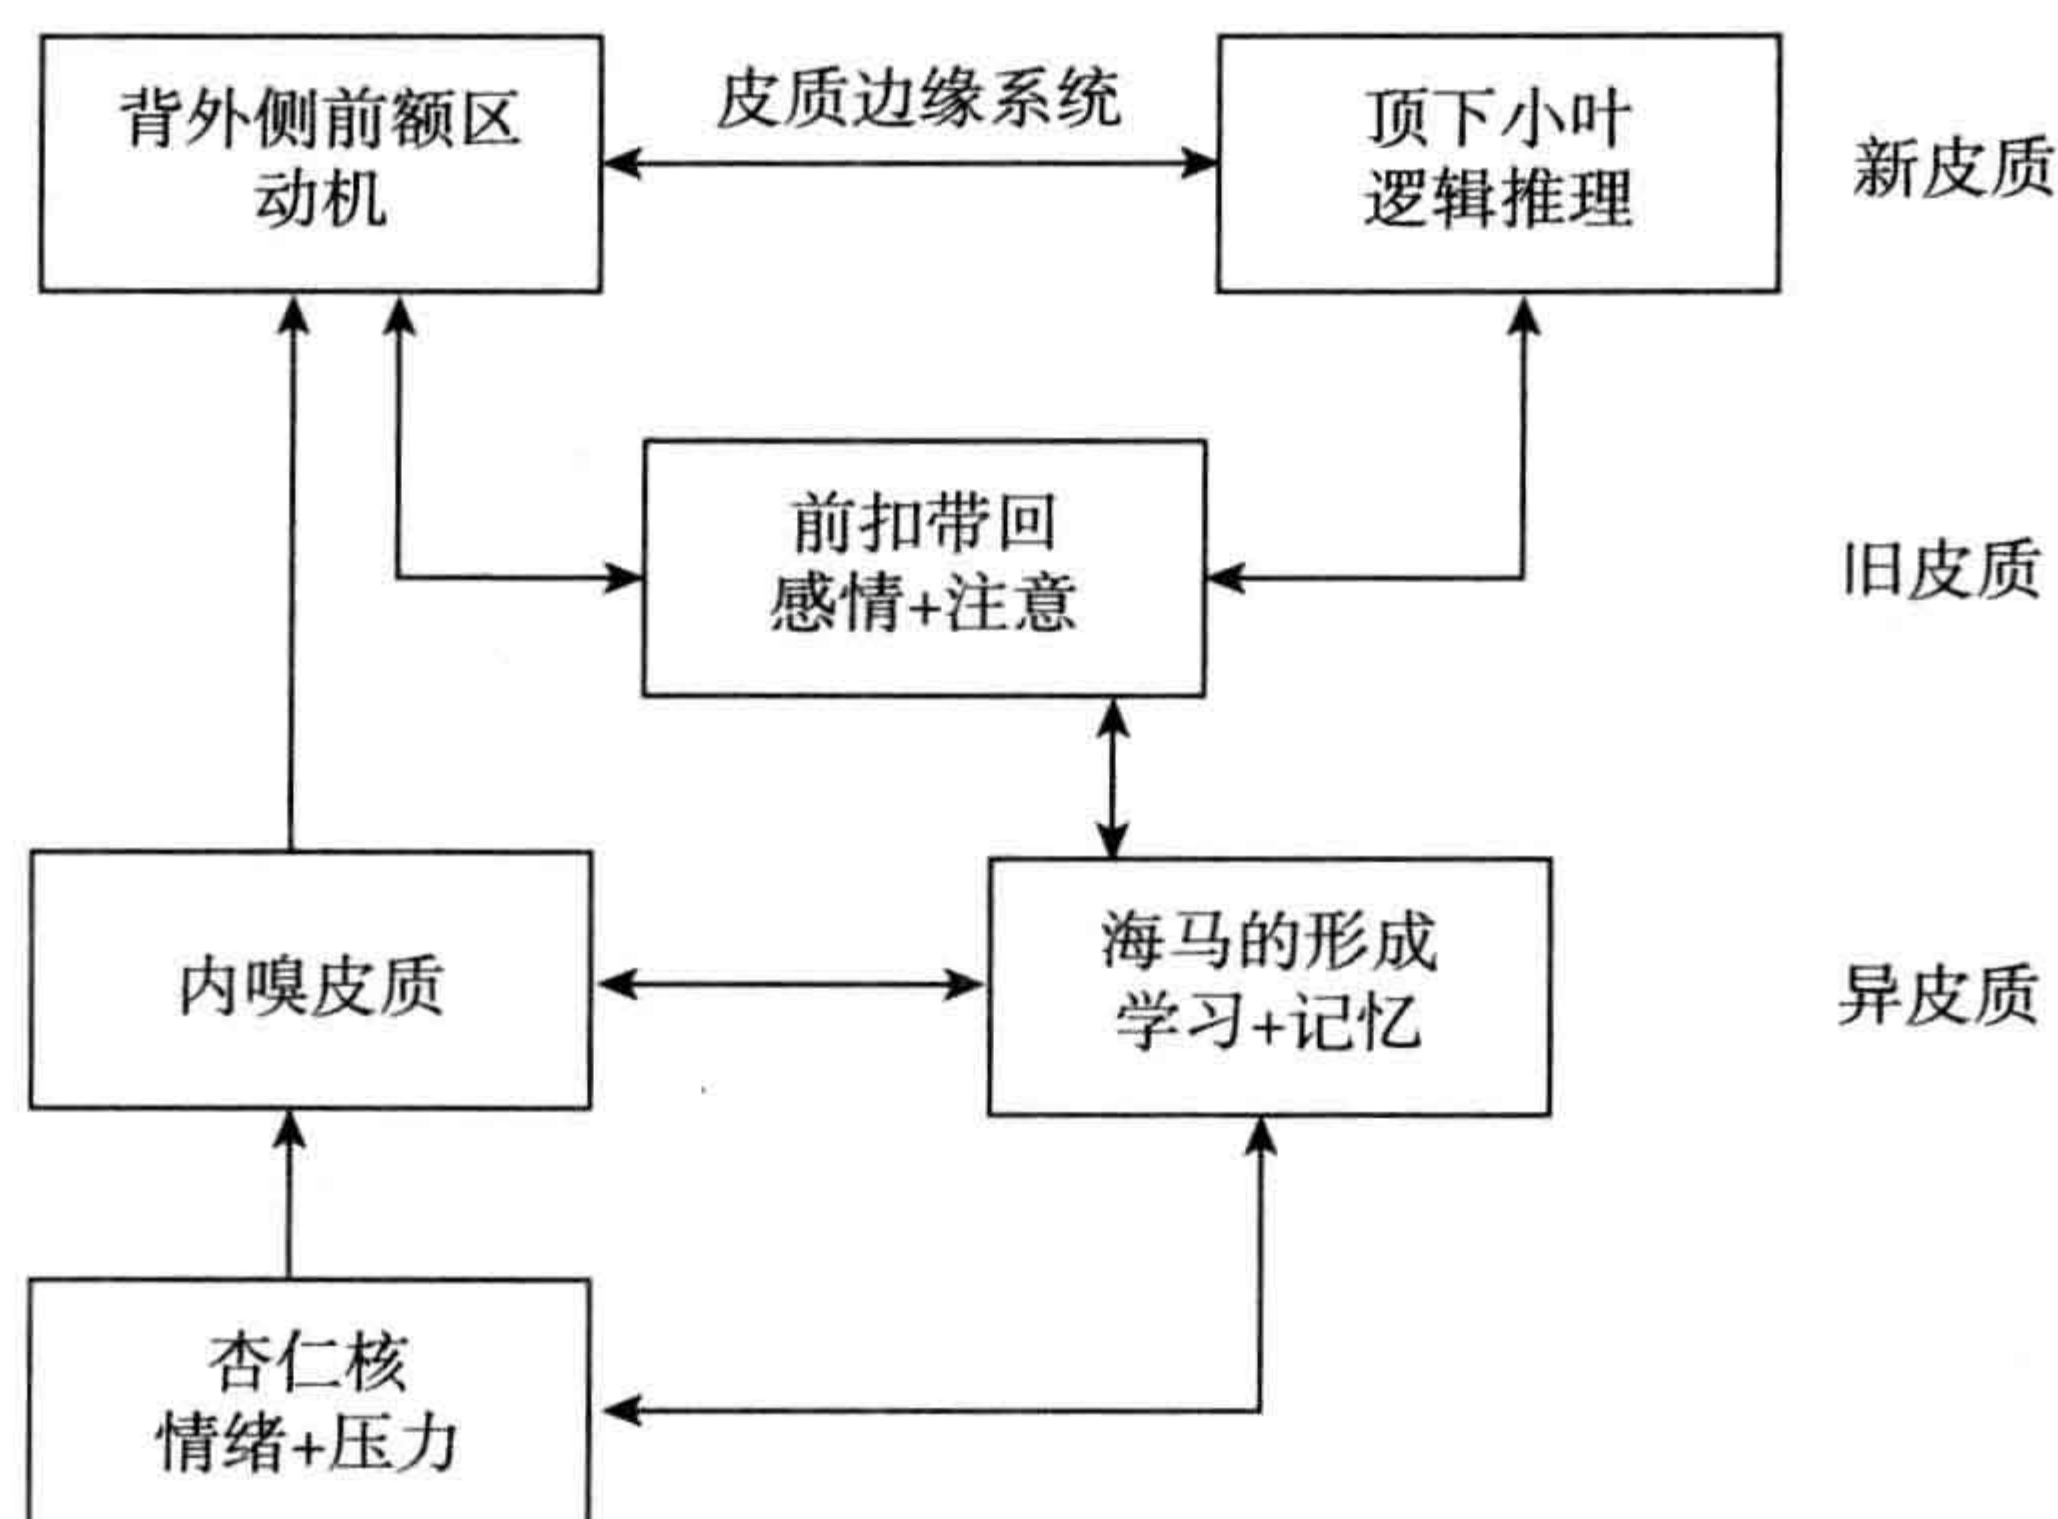 背外侧前额区
动机
皮质边缘系统
顶下小叶
逻辑推理
新皮质
前扣带回
感情+注意
旧皮质
内嗅皮质
海马的形成
学习+记忆
异皮质
杏仁核
情绪+压力